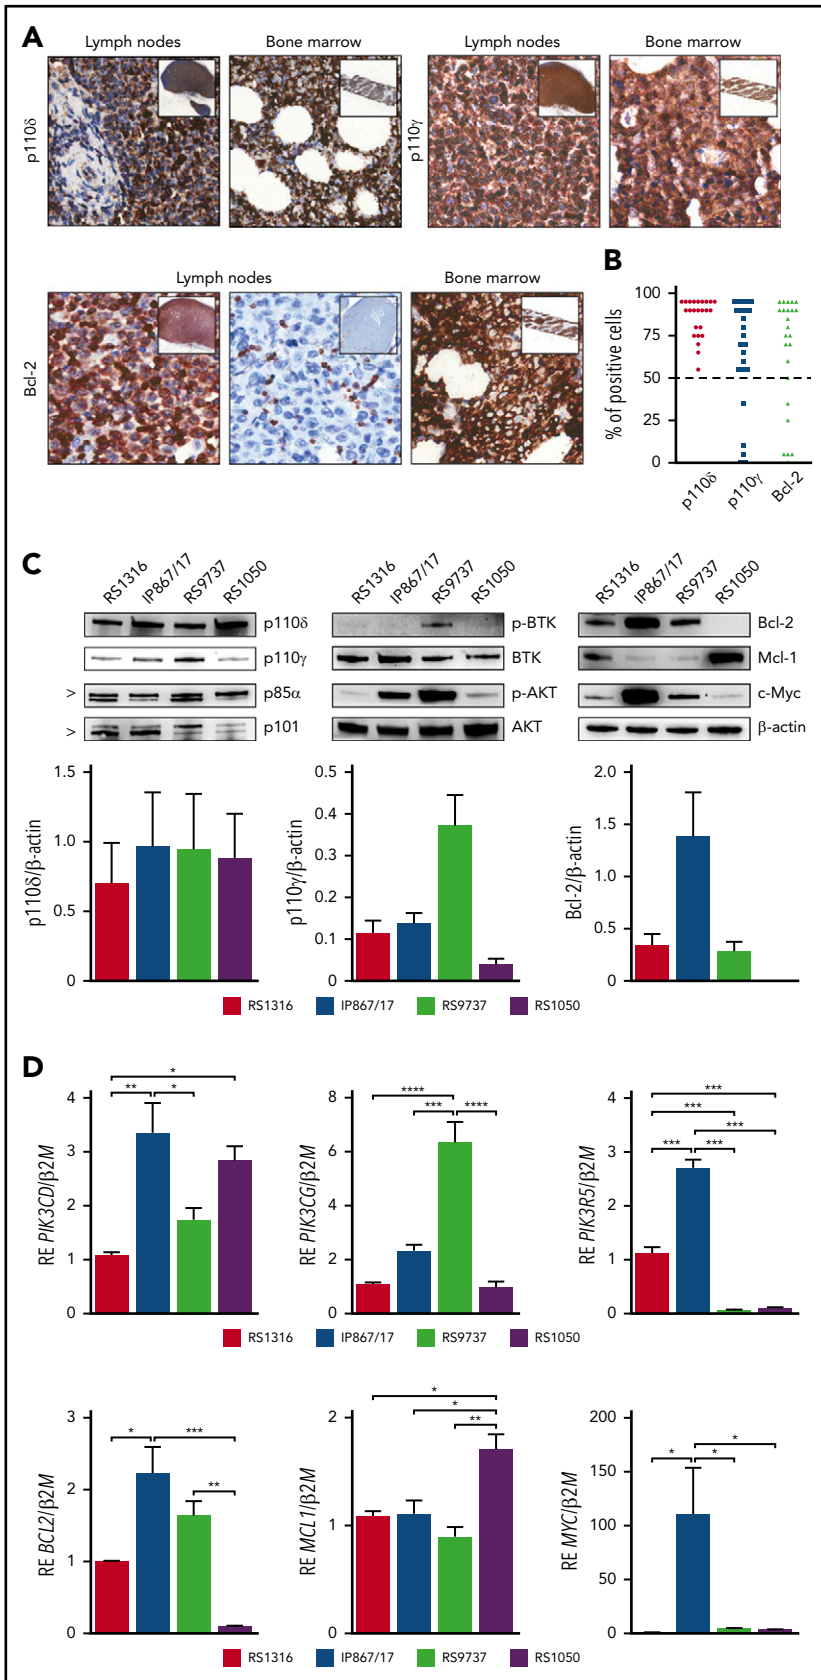 A
Lymph nodes Bone marrow Lymph nodes Bone marrow
p110δ
p110γ
Lymph nodes Bone marrow
Bcl-2
B
% of positive cells
100
75
50
25
0
p110δ p110γ Bcl-2
C
RS1316 IP867/17 RS9737 RS1050
> p110δ
p110γ
> p85α
> p101
RS1316 IP867/17 RS9737 RS1050
p-BTK
BTK
p-AKT
AKT
RS1316 IP867/17 RS9737 RS1050
Bcl-2
Mcl-1
c-Myc
β-actin
p110δ/β-actin
1.5
1.0
0.5
0
p110γ/β-actin
0.5
0.4
0.3
0.2
0.1
0
Bcl-2/β-actin
2.0
1.5
1.0
0.5
0
RS1316 IP867/17 RS9737 RS1050
D
RE PIK3CD/β2M
4
3
2
1
0
*
** *
RE PIK3CG/β2M
8
6
4
2
0
****
*** ****
RE PIK3R5/β2M
4
3
2
1
0
***
***
***
*** ***
RS1316 IP867/17 RS9737 RS1050
RE BCL2/β2M
3
2
1
0
* ***
**
RE MCL1/β2M
2
1
0
*
*
**
RE MYC/β2M
200
150
100
50
0
*
* *
RS1316 IP867/17 RS9737 RS1050